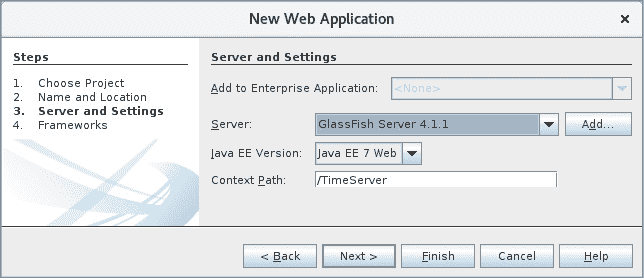 New Web Application
Steps
1. Choose Project
2. Name and Location
3. Server and Settings
4. Frameworks
Server and Settings
Add to Enterprise Application: <None>
Server: GlassFish Server 4.1.1 Add...
Java EE Version: Java EE 7 Web
Context Path: /TimeServer
< Back Next > Finish Cancel Help